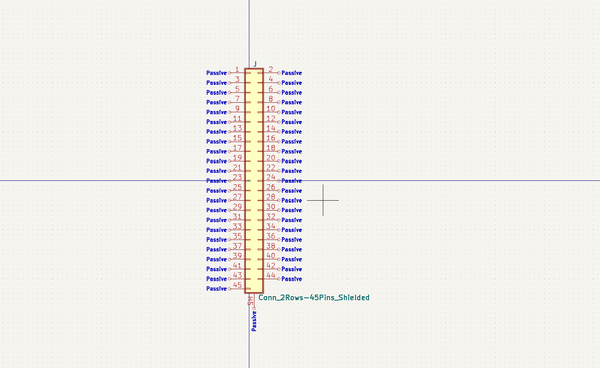 J
Passive 1 2 Passive
Passive 3 4 Passive
Passive 5 6 Passive
Passive 7 8 Passive
Passive 9 10 Passive
Passive 11 12 Passive
Passive 13 14 Passive
Passive 15 16 Passive
Passive 17 18 Passive
Passive 19 20 Passive
Passive 21 22 Passive
Passive 23 24 Passive
Passive 25 26 Passive
Passive 27 28 Passive
Passive 29 30 Passive
Passive 31 32 Passive
Passive 33 34 Passive
Passive 35 36 Passive
Passive 37 38 Passive
Passive 39 40 Passive
Passive 41 42 Passive
Passive 43 44 Passive
Passive 45
SH Conn_2Rows-45Pins_Shielded
Passive